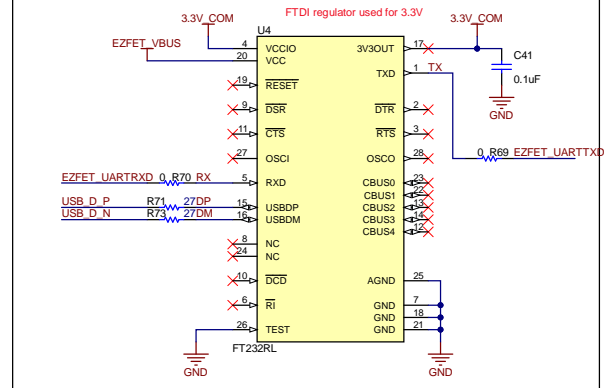 FTDI regulator used for 3.3V
3.3V_COM
U4
3.3V_COM
EZFET_VBUS
4 VCCIO 3V3OUT 17
20 VCC
C41
0.1uF
GND
19 RESET TXD 1 TX
9 DSR DTR 2
11 CTS RTS 3
27 OSCI OSCO 28
0 R69 EZFET_UARTTXD
EZFET_UARTRXD 0 R70 RX 5 RXD CBUS0 23
CBUS1 22
USB_D_P R71 27DP 15 USBDP CBUS2 13
USB_D_N R73 27DM 16 USBDM CBUS3 14
CBUS4 12
8 NC
24 NC
10 DCD AGND 25
6 RI GND 7
GND 18
26 TEST GND 21
FT232RL
GND
GND